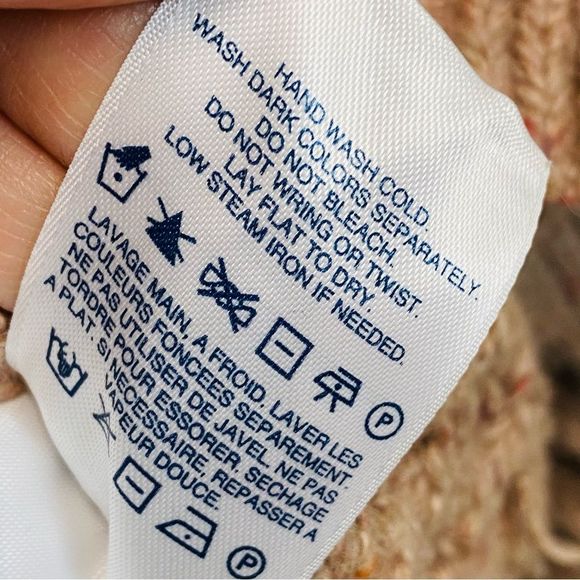 HAND WASH COLD.
WASH DARK COLORS SEPARATELY.
DO NOT BLEACH.
DO NOT WRING OR TWIST.
LAY FLAT TO DRY.
LOW STEAM IRON IF NEEDED.
P
LAVAGE MAIN, A FROID. LAVER LES
COULEURS FONCÉES SEPAREMENT.
NE PAS UTILISER DE JAVEL. NE PAS
TORDRE POUR ESSORER, SECHAGE
A PLAT. SI NECESSAIRE, REPASSER A
VAPEUR DOUCE.
P